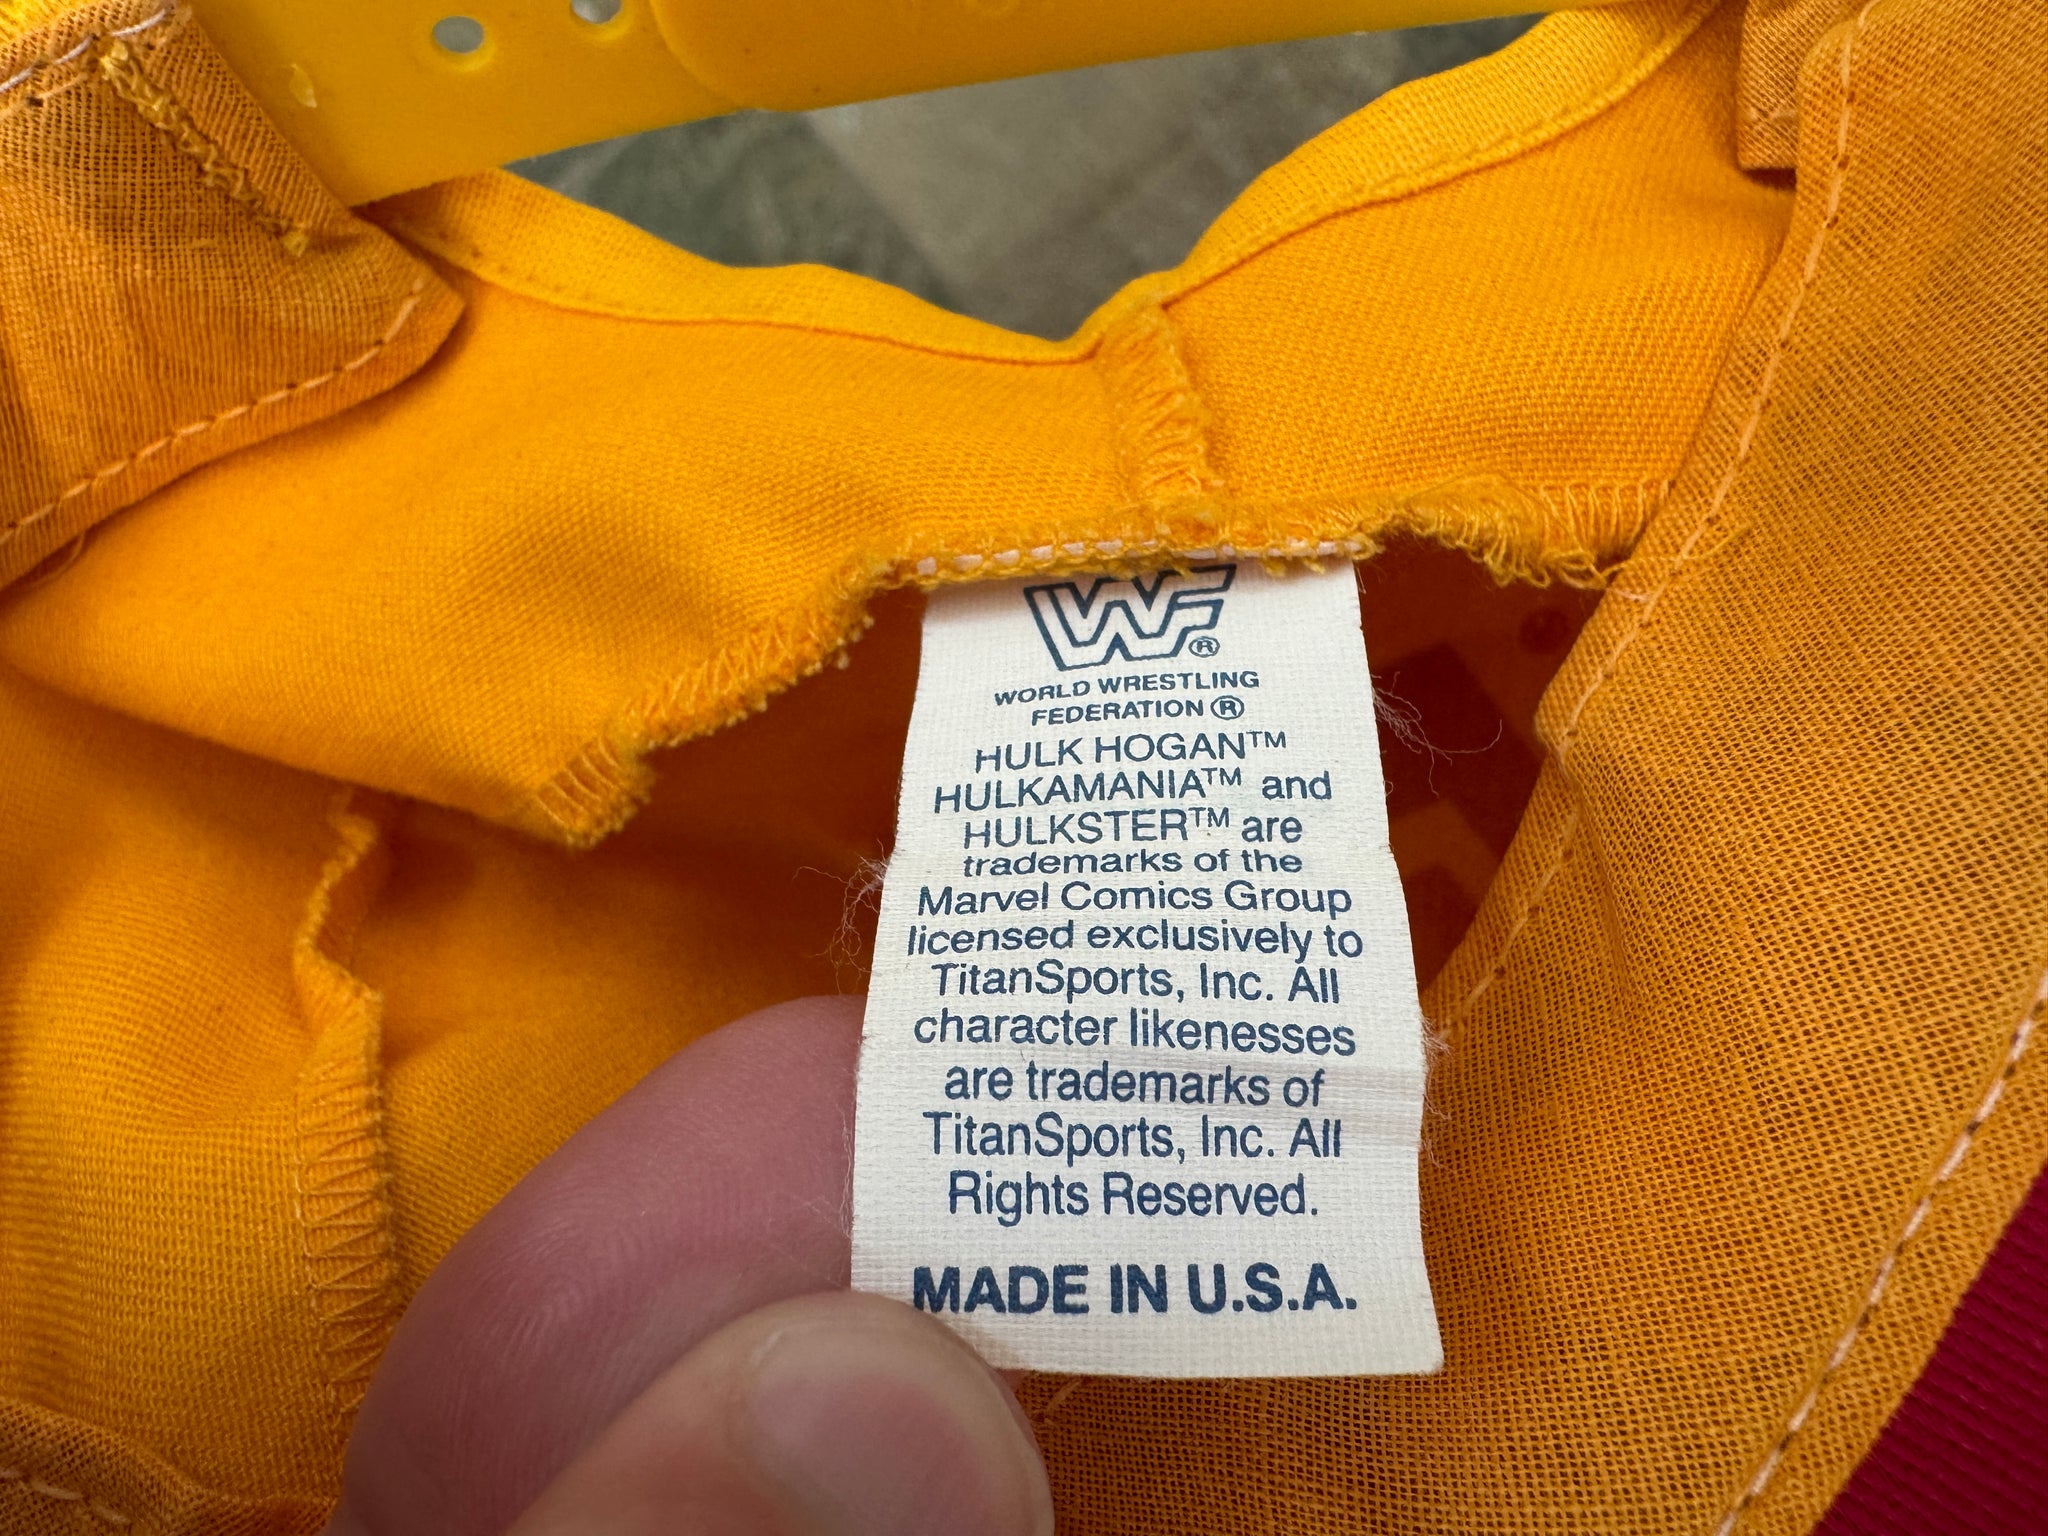 WF®
WORLD WRESTLING
FEDERATION®
HULK HOGAN™
HULKAMANIA™ and
HULKSTER™ are
trademarks of the
Marvel Comics Group
licensed exclusively to
TitanSports, Inc. All
character likenesses
are trademarks of
TitanSports, Inc. All
Rights Reserved.
MADE IN U.S.A.